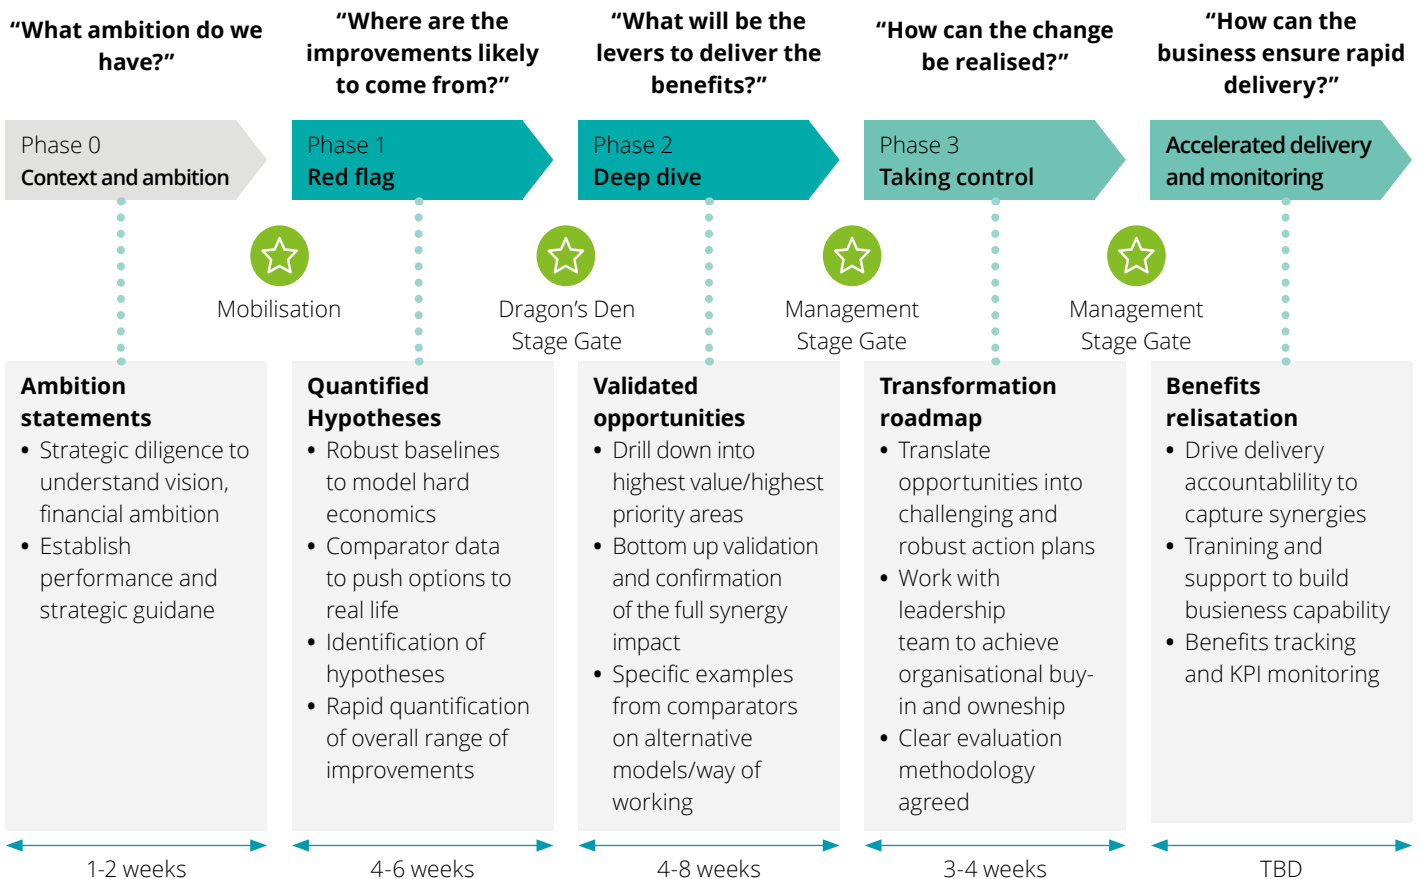 “What ambition do we
have?”
“Where are the
improvements likely
to come from?”
“What will be the
levers to deliver the
benefits?”
“How can the change
be realised?”
“How can the
business ensure rapid
delivery?”
Phase 0
Context and ambition
Phase 1
Red flag
Phase 2
Deep dive
Phase 3
Taking control
Accelerated delivery
and monitoring
Mobilisation
Dragon’s Den
Stage Gate
Management
Stage Gate
Management
Stage Gate
Ambition
statements
• Strategic diligence to
understand vision,
financial ambition
• Establish
performance and
strategic guidane
Quantified
Hypotheses
• Robust baselines
to model hard
economics
• Comparator data
to push options to
real life
• Identification of
hypotheses
• Rapid quantification
of overall range of
improvements
Validated
opportunities
• Drill down into
highest value/highest
priority areas
• Bottom up validation
and confirmation
of the full synergy
impact
• Specific examples
from comparators
on alternative
models/way of
working
Transformation
roadmap
• Translate
opportunities into
challenging and
robust action plans
• Work with
leadership
team to achieve
organisational buy-
in and owneship
• Clear evaluation
methodology
agreed
Benefits
relisatation
• Drive delivery
accountablility to
capture synergies
• Tranining and
support to build
busieness capability
• Benefits tracking
and KPI monitoring
1-2 weeks
4-6 weeks
4-8 weeks
3-4 weeks
TBD